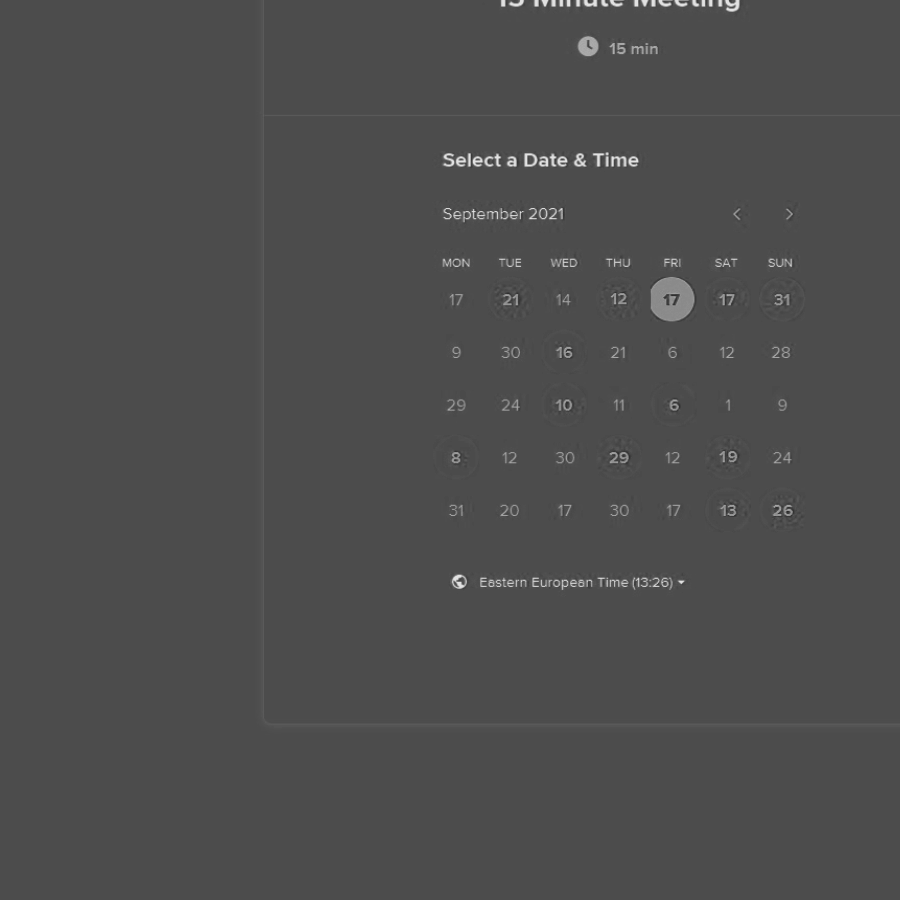 15 Minute Meeting
15 min
Select a Date & Time
September 2021
MON TUE WED THU FRI SAT SUN
17 21 14 12 17 17 31
9 30 16 21 6 12 28
29 24 10 11 6 1 9
8 12 30 29 12 19 24
31 20 17 30 17 13 26
Eastern European Time (13:26)